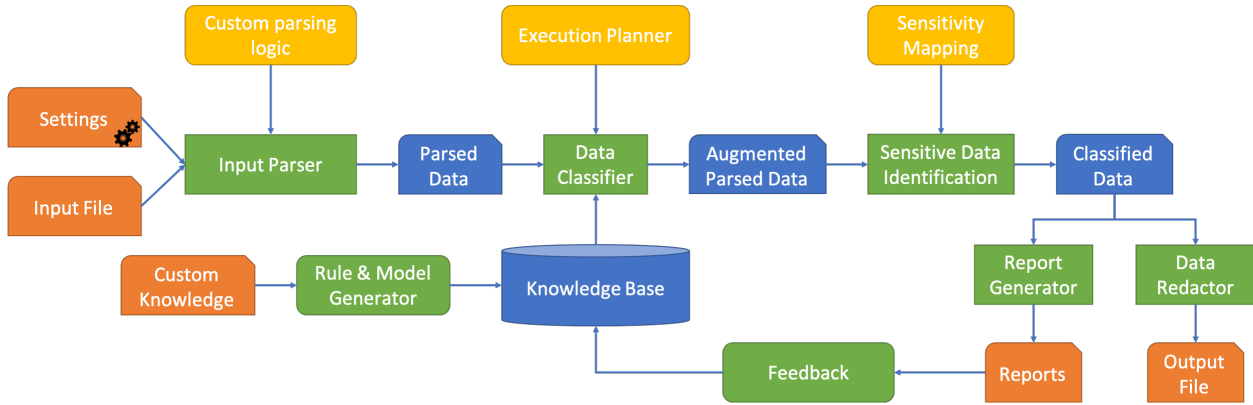 Custom parsing
logic
Execution Planner
Sensitivity
Mapping
Settings
Input File
Input Parser
Parsed
Data
Data
Classifier
Augmented
Parsed Data
Sensitive Data
Identification
Classified
Data
Custom
Knowledge
Rule & Model
Generator
Knowledge Base
Report
Generator
Data
Redactor
Feedback
Reports
Output
File